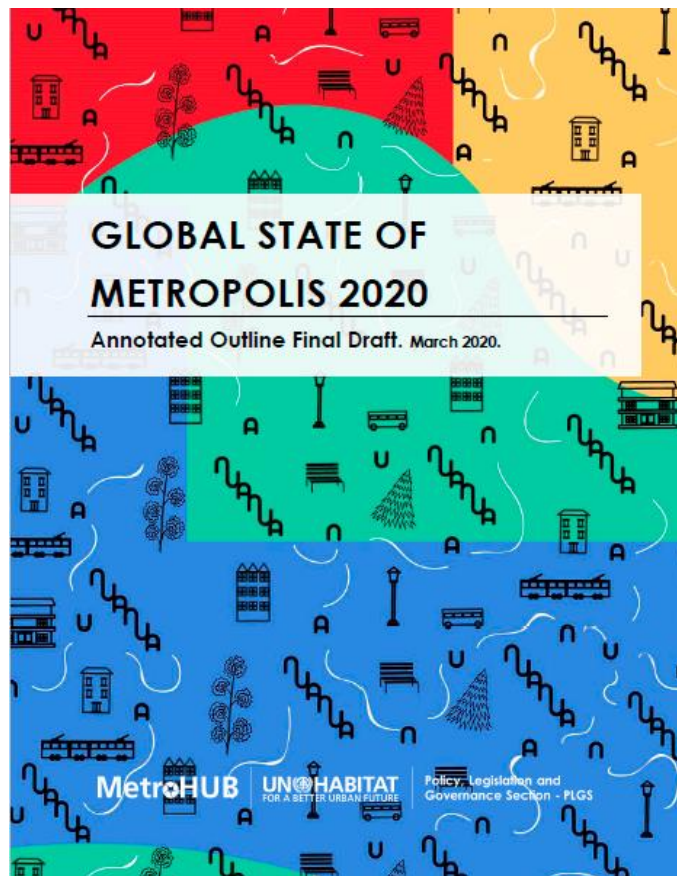 GLOBAL STATE OF
METROPOLIS 2020
Annotated Outline Final Draft. March 2020.
MetroHUB
UN HABITAT
FOR A BETTER URBAN FUTURE
Policy, Legislation and
Governance Section - PLGS